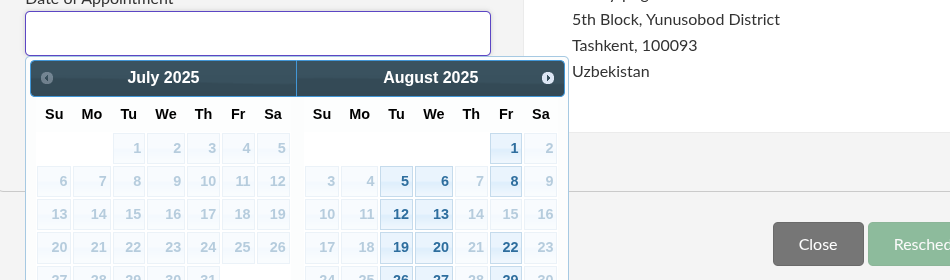 Date of Appointment
5th Block, Yunusobod District
Tashkent, 100093
Uzbekistan
July 2025 August 2025
Su Mo Tu We Th Fr Sa Su Mo Tu We Th Fr Sa
1 2 3 4 5 1 2
6 7 8 9 10 11 12 3 4 5 6 7 8 9
13 14 15 16 17 18 19 10 11 12 13 14 15 16
20 21 22 23 24 25 26 17 18 19 20 21 22 23
27 28 29 30 31 24 25 26 27 28 29 30
Close
Resched